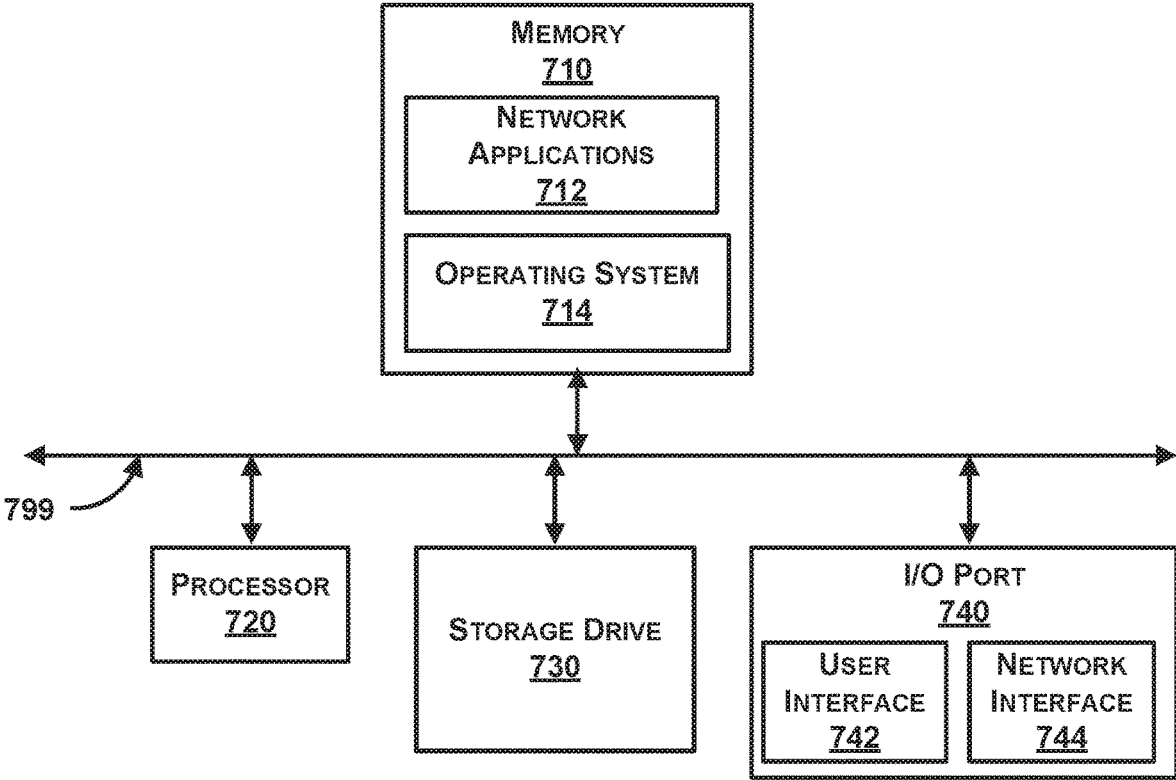 MEMORY
710
NETWORK
APPLICATIONS
712
OPERATING SYSTEM
714
799
PROCESSOR
720
STORAGE DRIVE
730
I/O PORT
740
USER
INTERFACE
742
NETWORK
INTERFACE
744